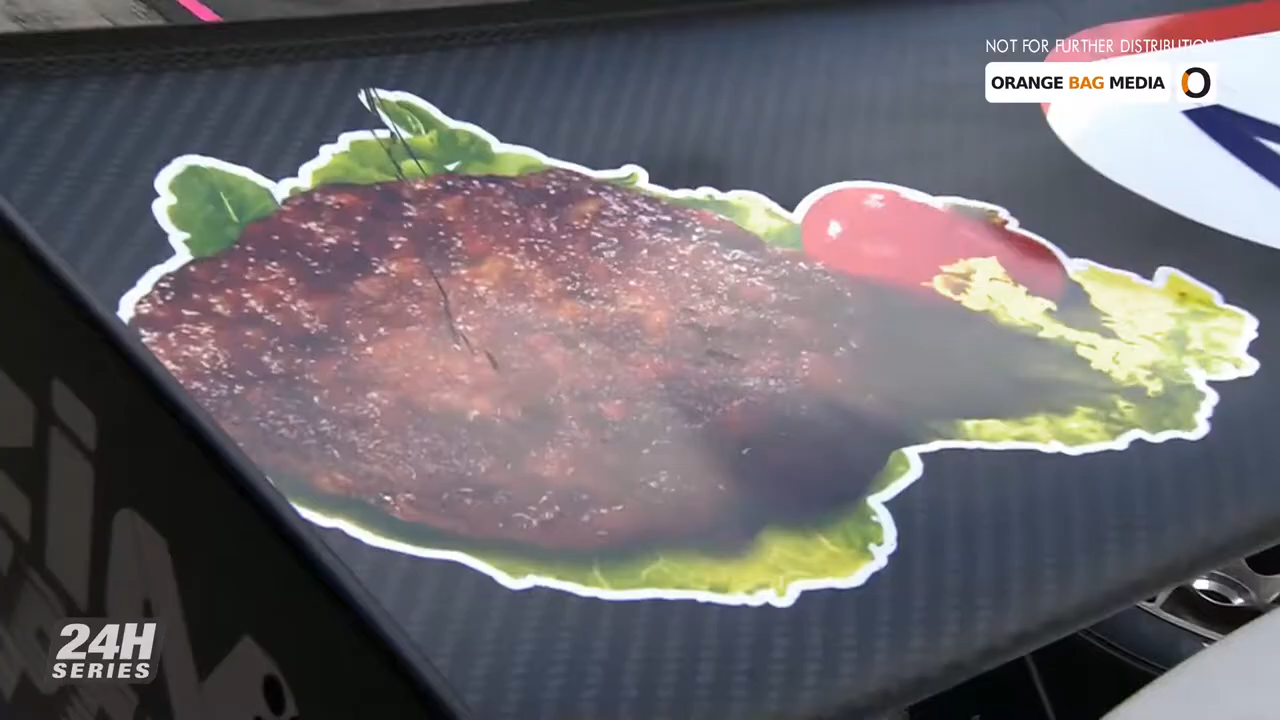 NOT FOR FURTHER DISTRIBUTION
ORANGE BAG MEDIA
24H
SERIES